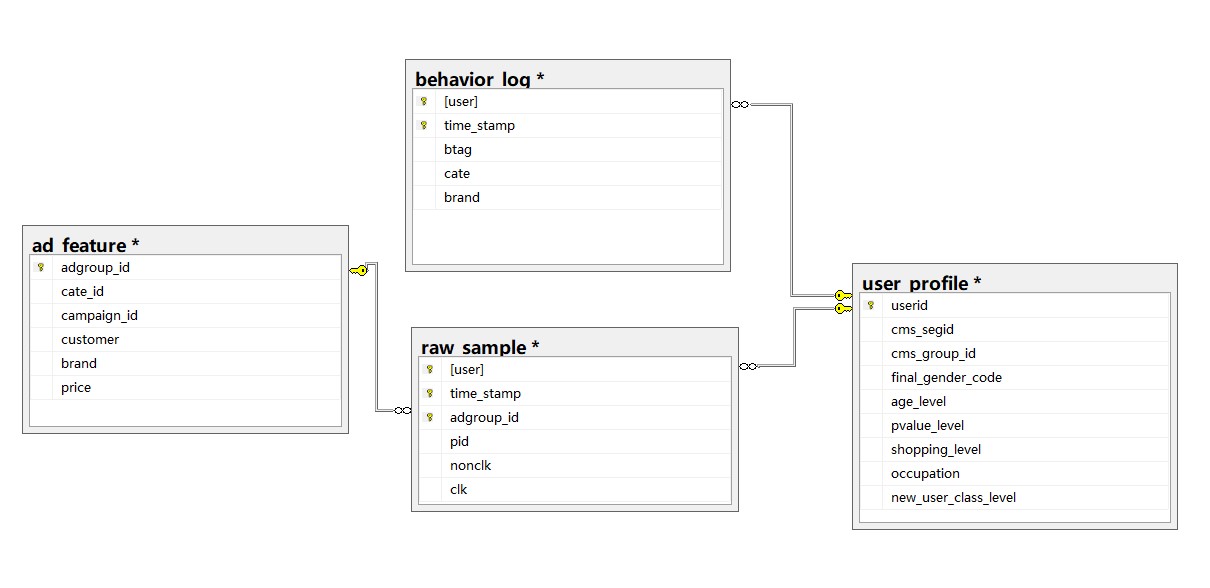 behavior_log *
[user]
time_stamp
btag
cate
brand
ad_feature *
adgroup_id
cate_id
campaign_id
customer
brand
price
raw_sample *
[user]
time_stamp
adgroup_id
pid
nonclk
clk
user_profile *
userid
cms_segid
cms_group_id
final_gender_code
age_level
pvalue_level
shopping_level
occupation
new_user_class_level